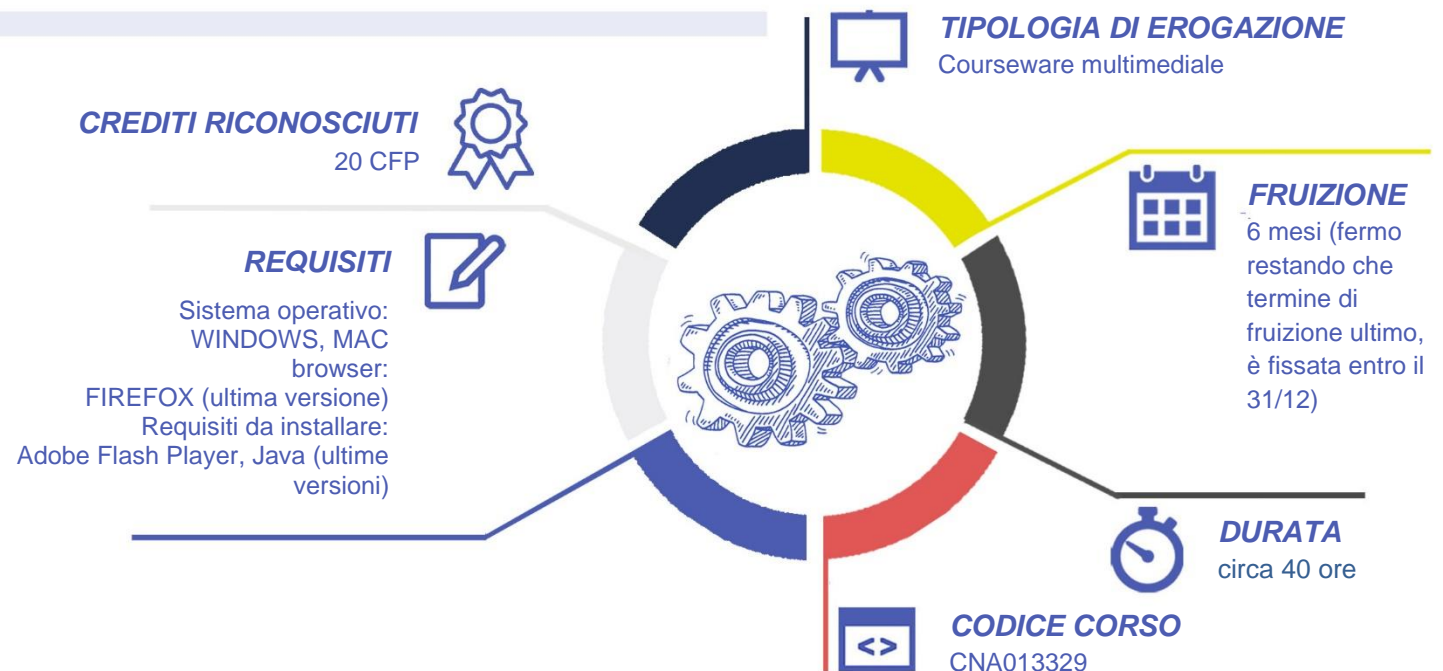 TIPOLOGIA DI EROGAZIONE
Courseware multimediale
CREDITI RICONOSCIUTI
20 CFP
FRUIZIONE
6 mesi (fermo
restando che
termine di
fruizione ultimo,
è fissata entro il
31/12)
REQUISITI
Sistema operativo:
WINDOWS, MAC
browser:
FIREFOX (ultima versione)
Requisiti da installare:
Adobe Flash Player, Java (ultime
versioni)
DURATA
circa 40 ore
CODICE CORSO
CNA013329